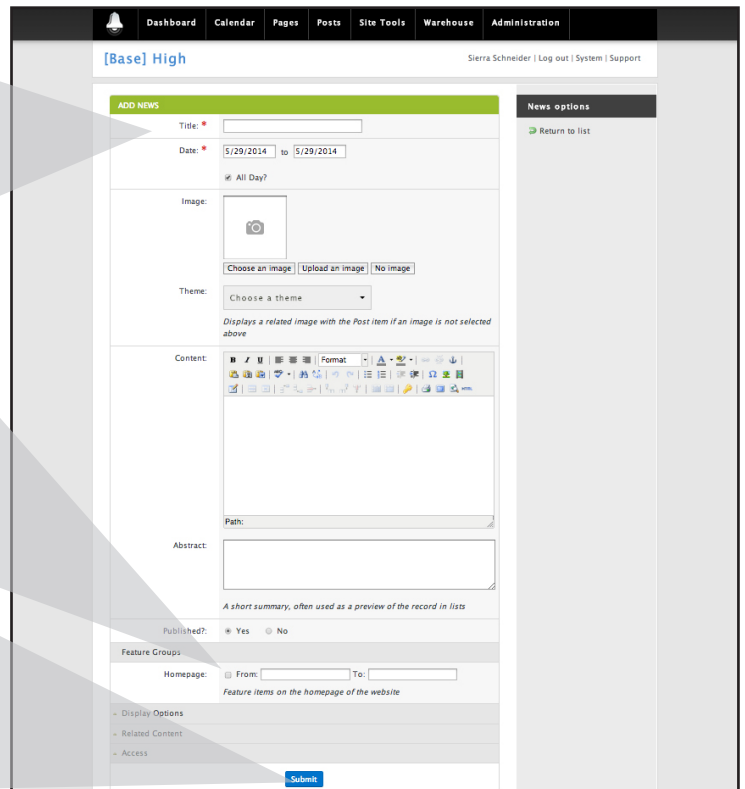 Dashboard Calendar Pages Posts Site Tools Warehouse Administration
[Base] High
Sierra Schneider | Log out | System | Support
ADD NEWS
News options
Return to list
Title: *
Date: * 5/29/2014 to 5/29/2014
All Day?
Image:
Choose an image Upload an image No image
Theme: Choose a theme
Displays a related image with the Post item if an image is not selected
above
Content:
B I U Format A
Ω
HTML
Path:
Abstract:
A short summary, often used as a preview of the record in lists
Published?: Yes No
Feature Groups
Homepage: From: To:
Feature items on the homepage of the website
Display Options
Related Content
Access
Submit